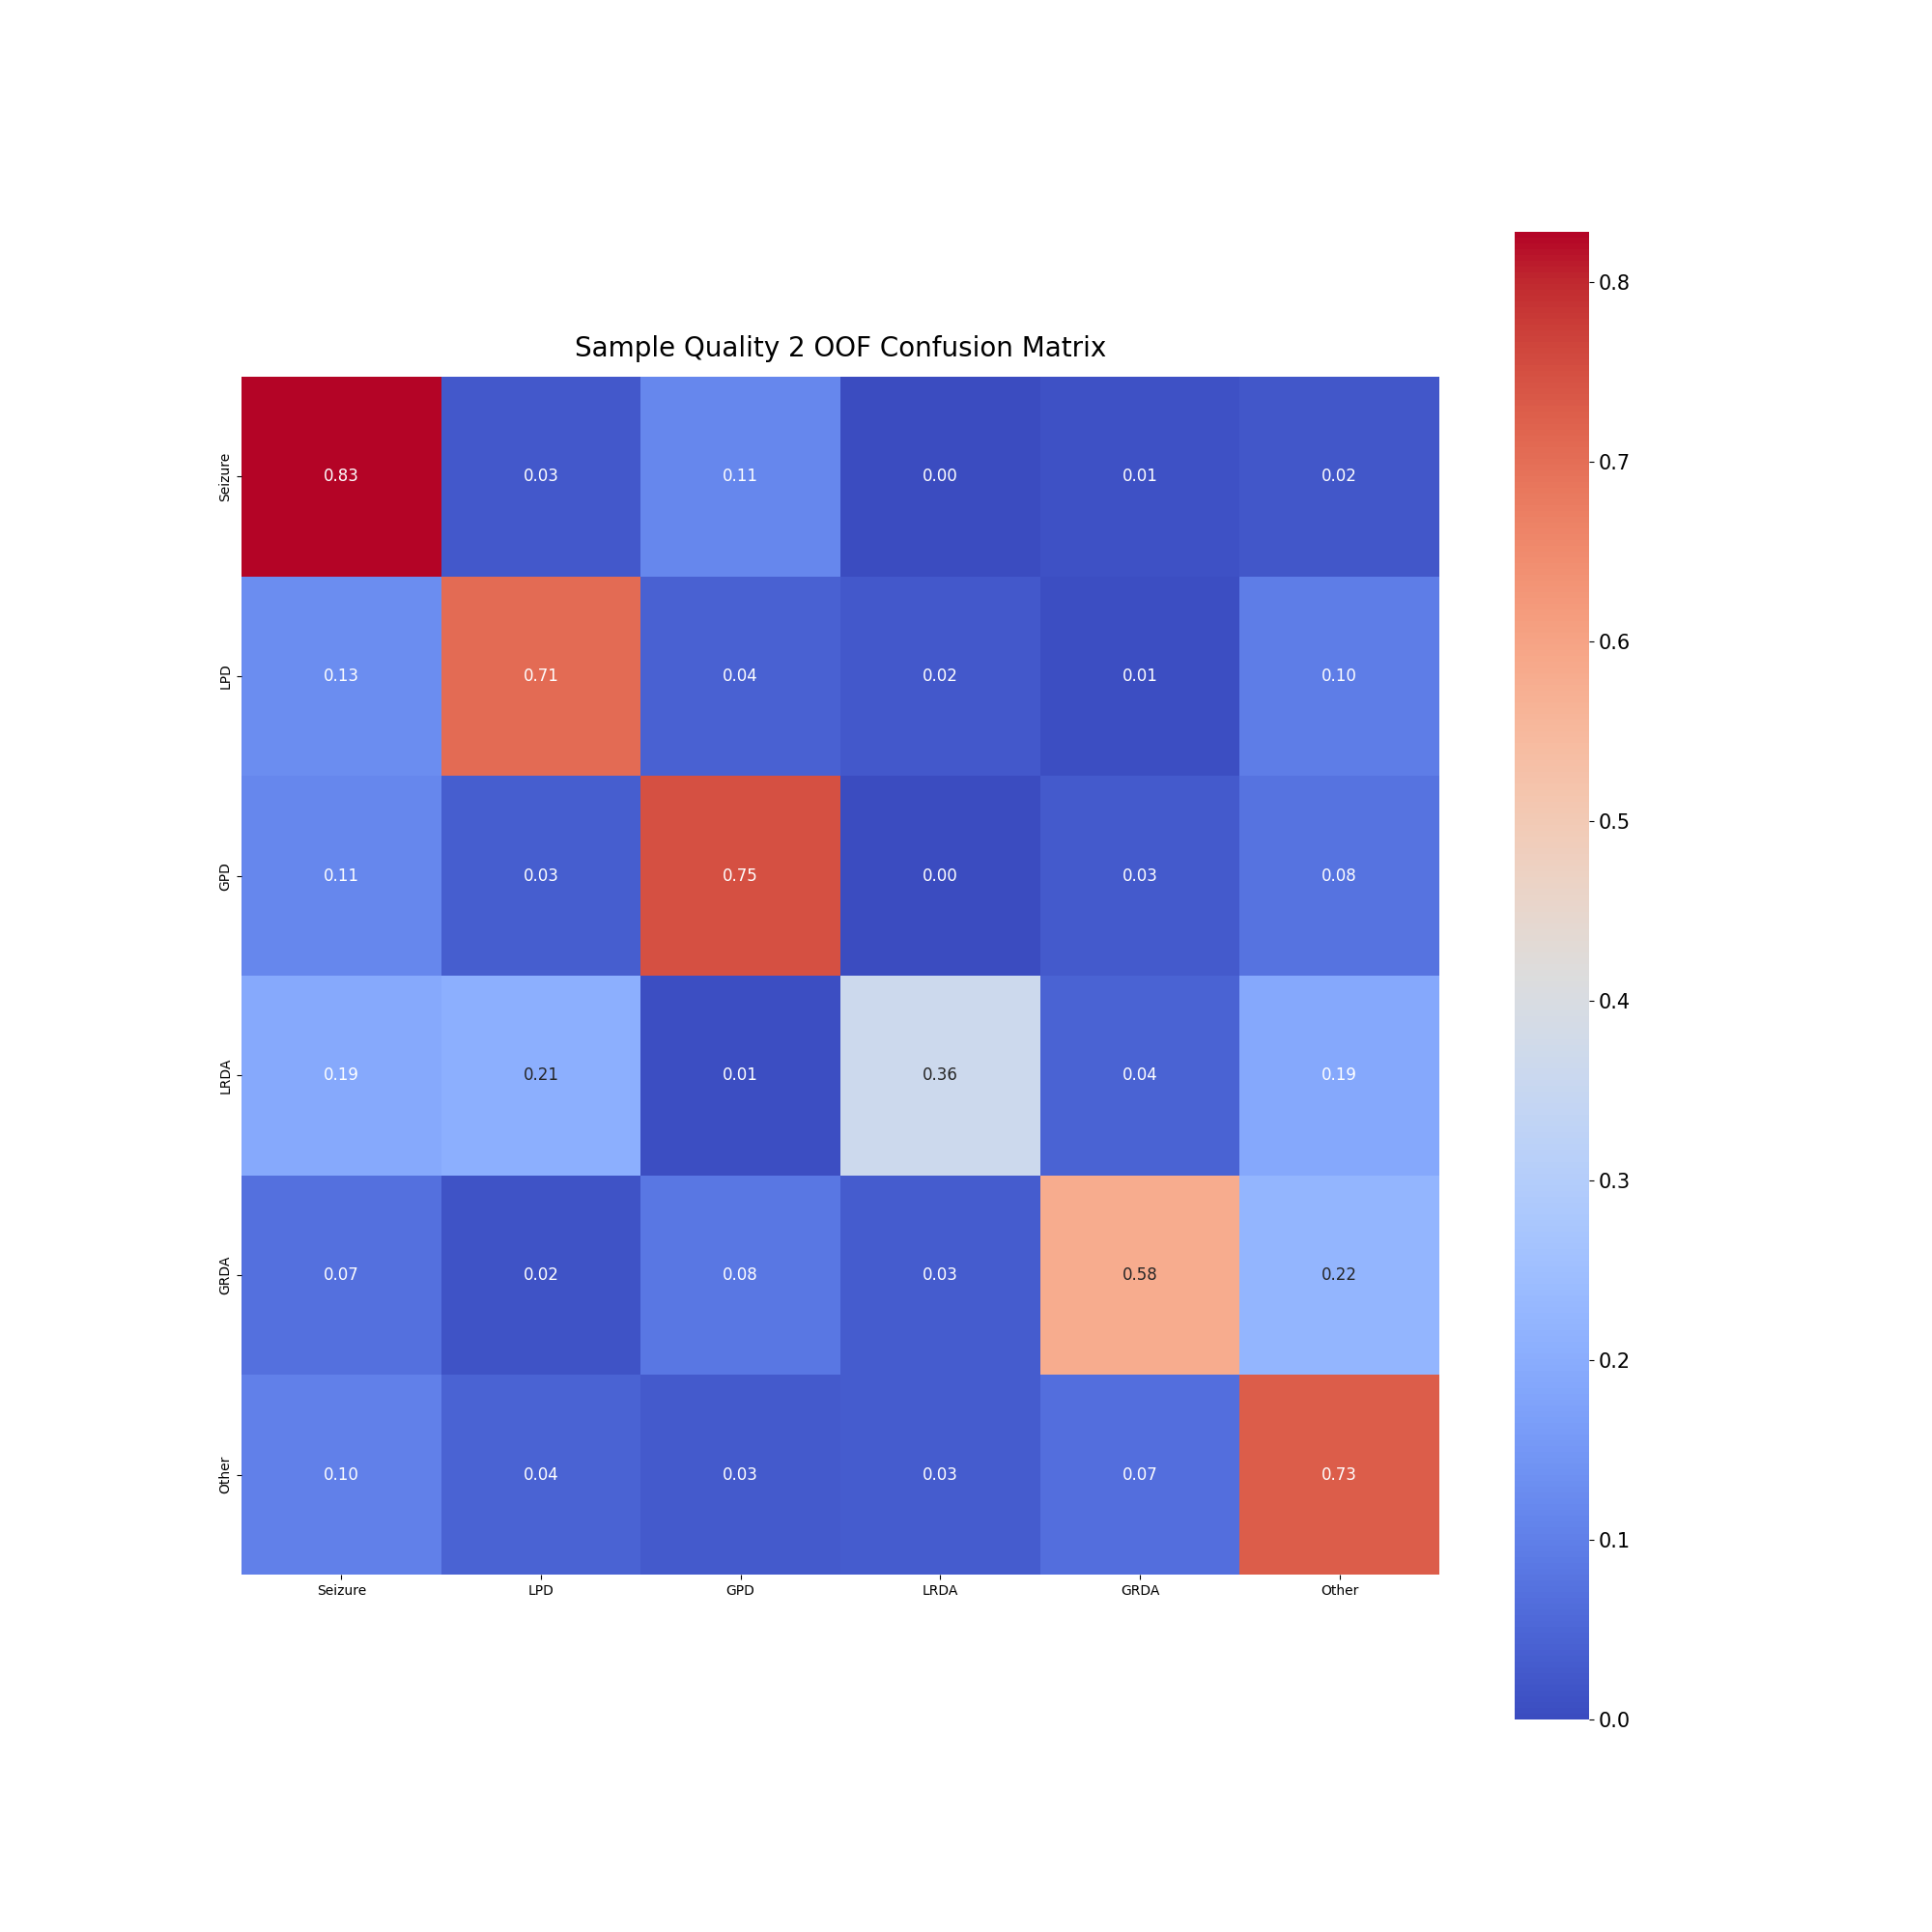 Sample Quality 2 OOF Confusion Matrix
Seizure 0.83 0.03 0.11 0.00 0.01 0.02
LPD 0.13 0.71 0.04 0.02 0.01 0.10
GPD 0.11 0.03 0.75 0.00 0.03 0.08
LRDA 0.19 0.21 0.01 0.36 0.04 0.19
GRDA 0.07 0.02 0.08 0.03 0.58 0.22
Other 0.10 0.04 0.03 0.03 0.07 0.73
Seizure LPD GPD LRDA GRDA Other
0.8
0.7
0.6
0.5
0.4
0.3
0.2
0.1
0.0